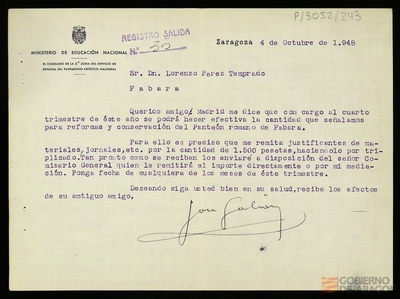 P/3052/243
REGISTRO SALIDA
N.º 32
MINISTERIO DE EDUCACIÓN NACIONAL
EL COMISARIO DE LA 3ª ZONA DEL SERVICIO DE
DEFENSA DEL PATRIMONIO ARTÍSTICO NACIONAL
Zaragoza 4 de Octubre de 1.948
Sr. Dn. Lorenzo Perez Temprado
Fabara
Querido amigo: Madrid me dice que con cargo al cuarto
trimestre de éste año se podrá hacer efectiva la cantidad que señalamos
para reformas y conservación del Panteón romano de Fabara.
Para ello es preciso que me remita justificantes de ma-
teriales, jornales, etc. por la cantidad de 1.500 pesetas, haciéndolo por tri-
plicado. Tan pronto como se reciban los enviaré a disposición del señor Co-
misario General quien le remitirá el importe directamente o por mi media-
ción. Ponga fecha de cualquiera de los meses de éste trimestre.
Deseando siga usted bien en su salud, reciba los afectos
de su antiguo amigo,
GOBIERNO
DE ARAGON